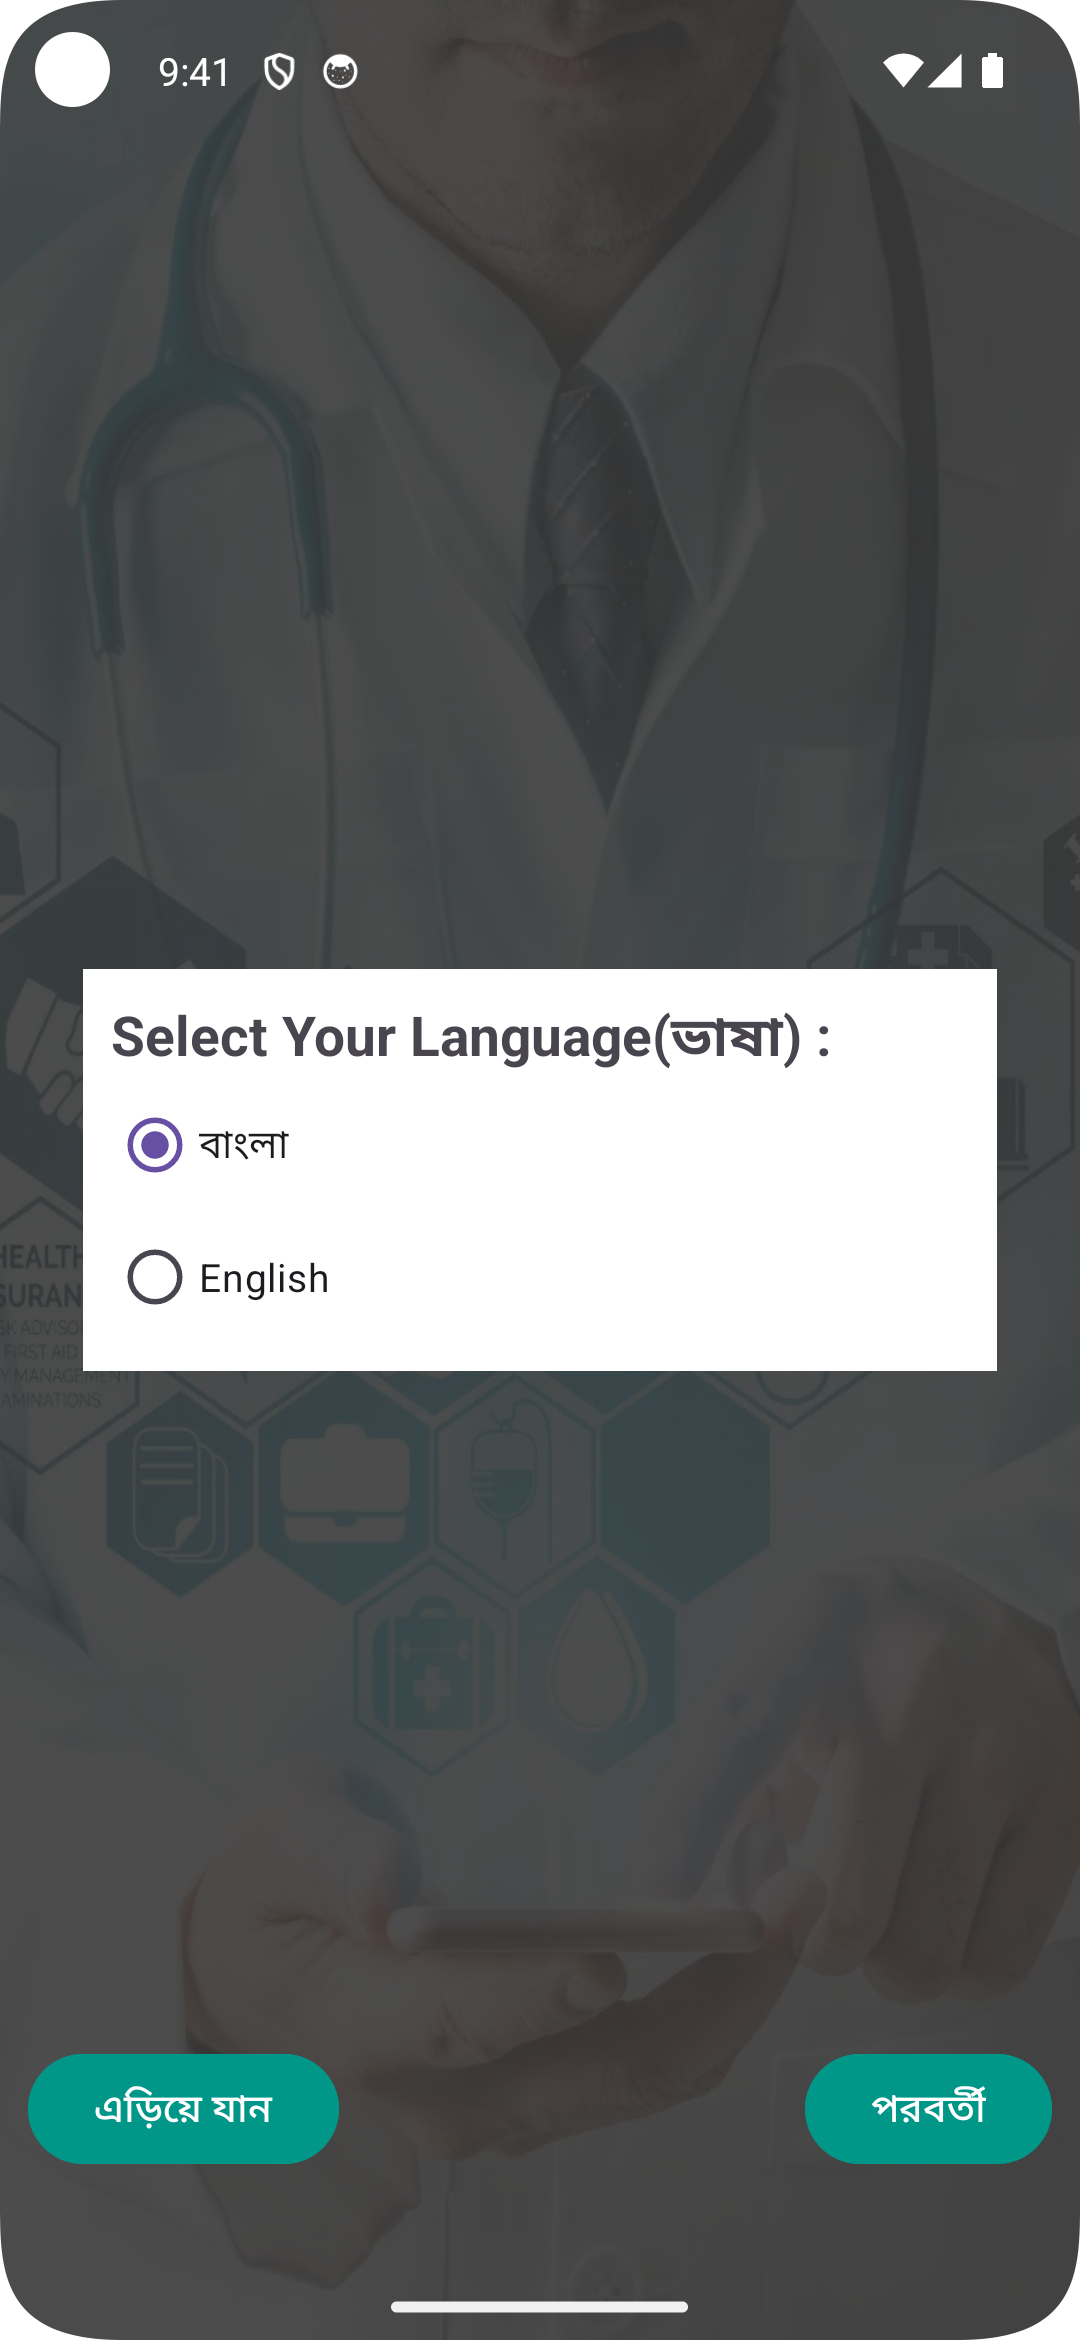 9:41
Select Your Language(ভাষা) :
বাংলা
English
HEALTH
SURAN
SK ADVISO
FIRST AID
Y MANAGEMENT
AMINATIONS
এড়িয়ে যান
পরবর্তী